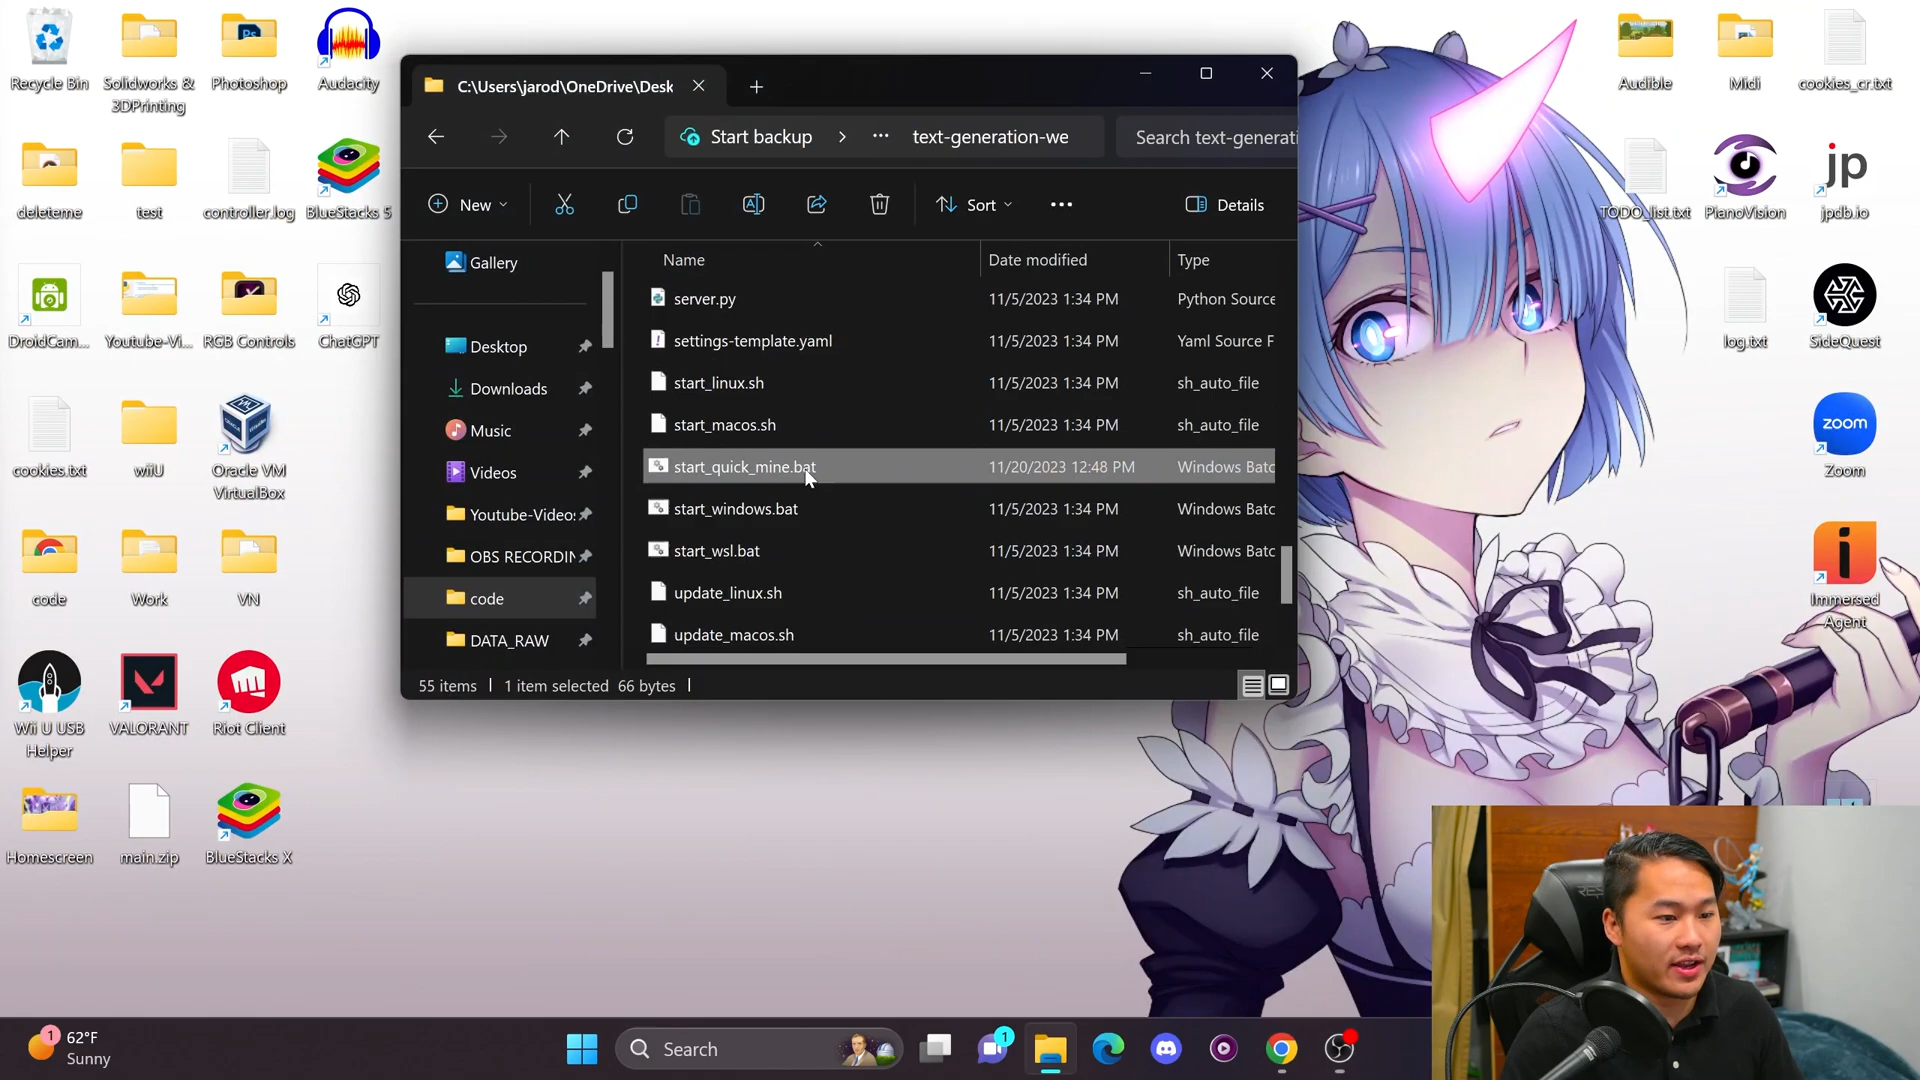 Recycle Bin
Solidworks &
3DPrinting
Photoshop
Audacity
deleteme
test
controller.log
BlueStacks 5
DroidCam...
Youtube-Vi...
RGB Controls
ChatGPT
cookies.txt
wiiU
Oracle VM
VirtualBox
code
Work
VN
Wii U USB
Helper
VALORANT
Riot Client
Homescreen
main.zip
BlueStacks X
C:\Users\jarod\OneDrive\Desk
Start backup
text-generation-we
Search text-generati
New
Sort
Details
Gallery
Desktop
Downloads
Music
Videos
Youtube-Videos
OBS RECORDIN
code
DATA_RAW
Name Date modified Type
server.py 11/5/2023 1:34 PM Python Source
settings-template.yaml 11/5/2023 1:34 PM Yaml Source F
start_linux.sh 11/5/2023 1:34 PM sh_auto_file
start_macos.sh 11/5/2023 1:34 PM sh_auto_file
start_quick_mine.bat 11/20/2023 12:48 PM Windows Batc
start_windows.bat 11/5/2023 1:34 PM Windows Batc
start_wsl.bat 11/5/2023 1:34 PM Windows Batc
update_linux.sh 11/5/2023 1:34 PM sh_auto_file
update_macos.sh 11/5/2023 1:34 PM sh_auto_file
55 items 1 item selected 66 bytes
Audible
Midi
cookies_cr.txt
TODO_list.txt
PianoVision
jp
jpdb.io
log.txt
SideQuest
zoom
Zoom
i
Immersed
Agent
1
62°F
Sunny
Search
1